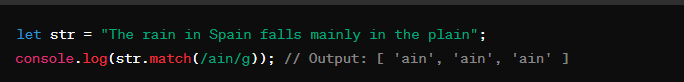 let str = "The rain in Spain falls mainly in the plain";
console.log(str.match(/ain/g)); // Output: [ 'ain', 'ain', 'ain' ]